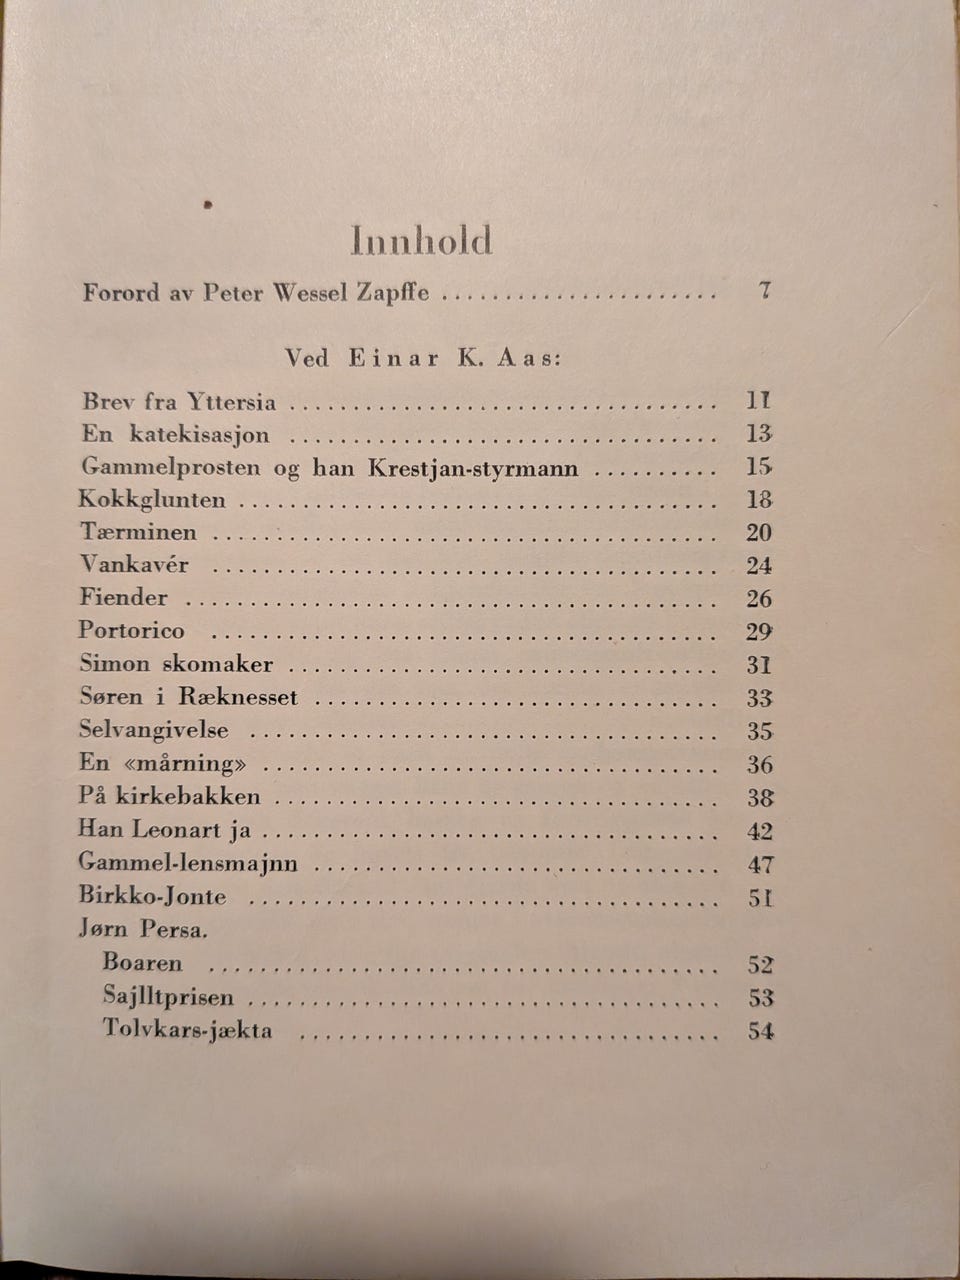 Innhold
Forord av Peter Wessel Zapffe ...................... 7
Ved Einar K. Aas:
Brev fra Yttersia .................................. 11
En katekisasjon .................................. 13
Gammelprosten og han Krestjan-styrmann .......... 15
Kokkglunten ...................................... 18
Tærminen ........................................ 20
Vankavér ........................................ 24
Fiender .......................................... 26
Portorico ........................................ 29
Simon skomaker .................................. 31
Søren i Ræknesset ................................ 33
Selvangivelse ..................................... 35
En «mårning» .................................... 36
På kirkebakken ................................... 38
Han Leonart ja .................................... 42
Gammel-lensmajnn ................................ 47
Birkko-Jonte ..................................... 51
Jørn Persa.
Boaren ........................................ 52
Sajlltprisen ..................................... 53
Tolvkars-jækta ................................. 54